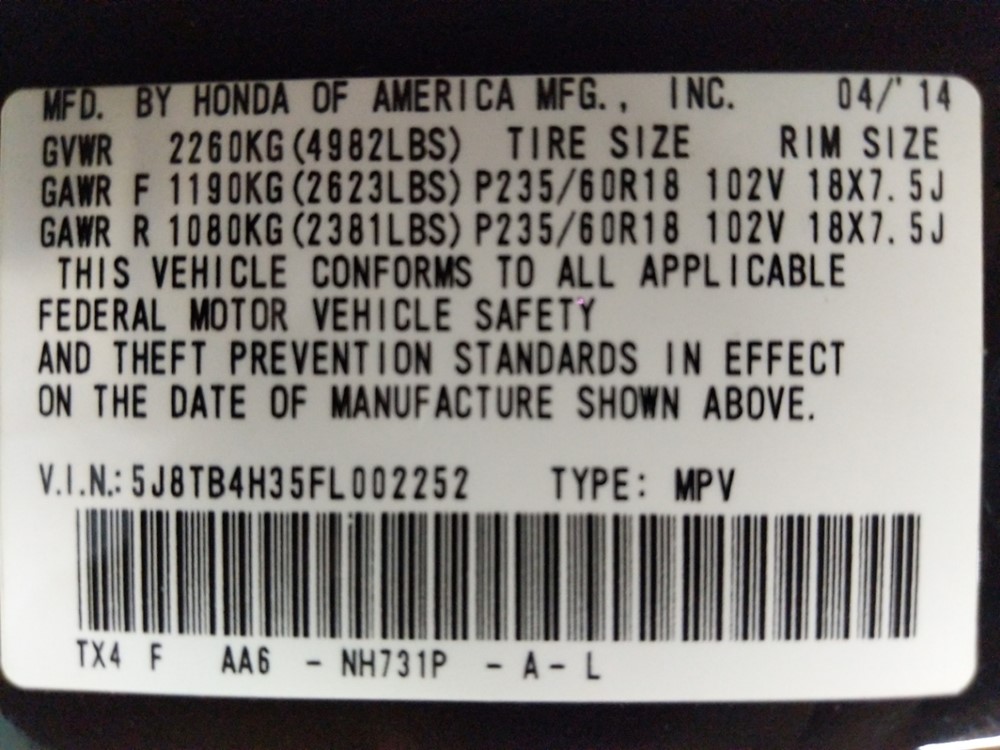 MFD. BY HONDA OF AMERICA MFG., INC. 04/'14
GVWR 2260KG(4982LBS) TIRE SIZE RIM SIZE
GAWR F 1190KG(2623LBS) P235/60R18 102V 18X7.5J
GAWR R 1080KG(2381LBS) P235/60R18 102V 18X7.5J
THIS VEHICLE CONFORMS TO ALL APPLICABLE
FEDERAL MOTOR VEHICLE SAFETY
AND THEFT PREVENTION STANDARDS IN EFFECT
ON THE DATE OF MANUFACTURE SHOWN ABOVE.
V.I.N.: 5J8TB4H35FL002252 TYPE: MPV
TX4 F AA6 - NH731P - A - L